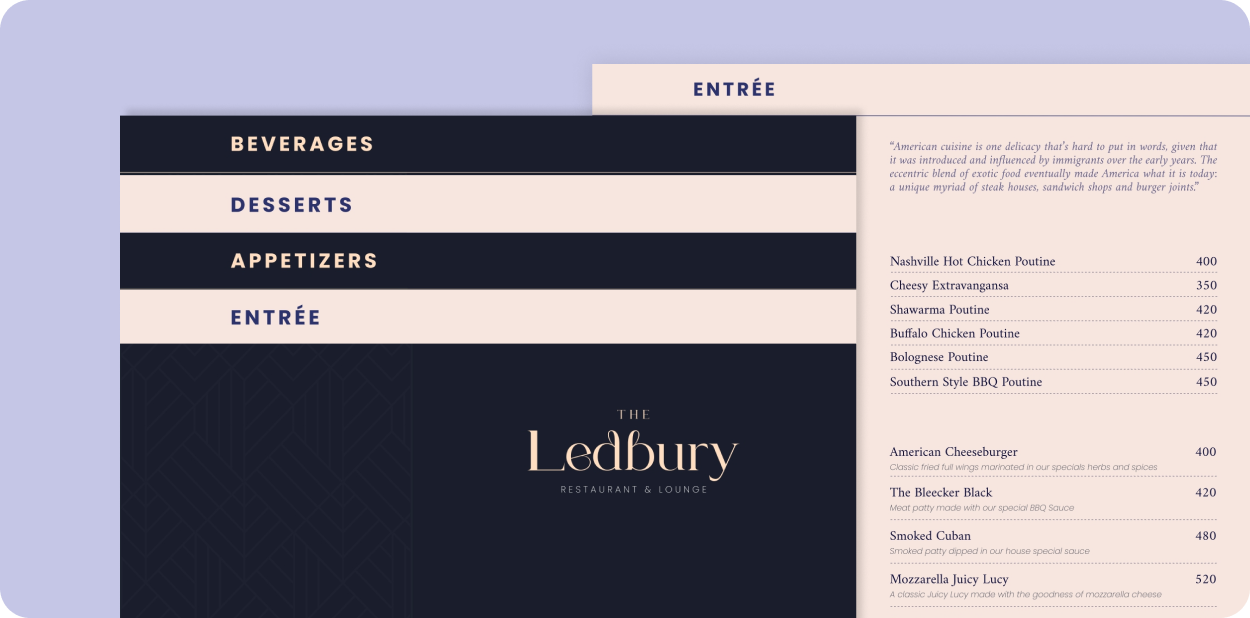 ENTRÉE
BEVERAGES
DESSERTS
APPETIZERS
ENTRÉE
THE
Ledbury
RESTAURANT & LOUNGE
“American cuisine is one delicacy that’s hard to put in words, given that
it was introduced and influenced by immigrants over the early years. The
eccentric blend of exotic food eventually made America what it is today:
a unique myriad of steak houses, sandwich shops and burger joints.”
Nashville Hot Chicken Poutine 400
Cheesy Extravangansa 350
Shawarma Poutine 420
Buffalo Chicken Poutine 420
Bolognese Poutine 450
Southern Style BBQ Poutine 450
American Cheeseburger 400
Classic fried full wings marinated in our specials herbs and spices
The Bleecker Black 420
Meat patty made with our special BBQ Sauce
Smoked Cuban 480
Smoked patty dipped in our house special sauce
Mozzarella Juicy Lucy 520
A classic Juicy Lucy made with the goodness of mozzarella cheese